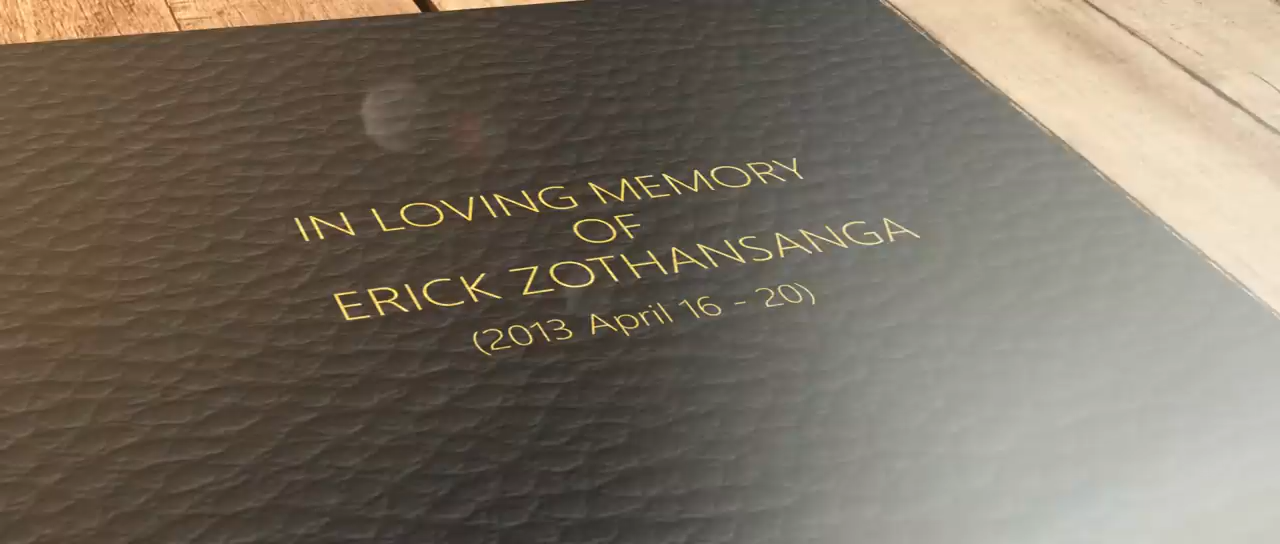 IN LOVING MEMORY
OF
ERICK ZOTHANSANGA
(2013 April 16 - 20)